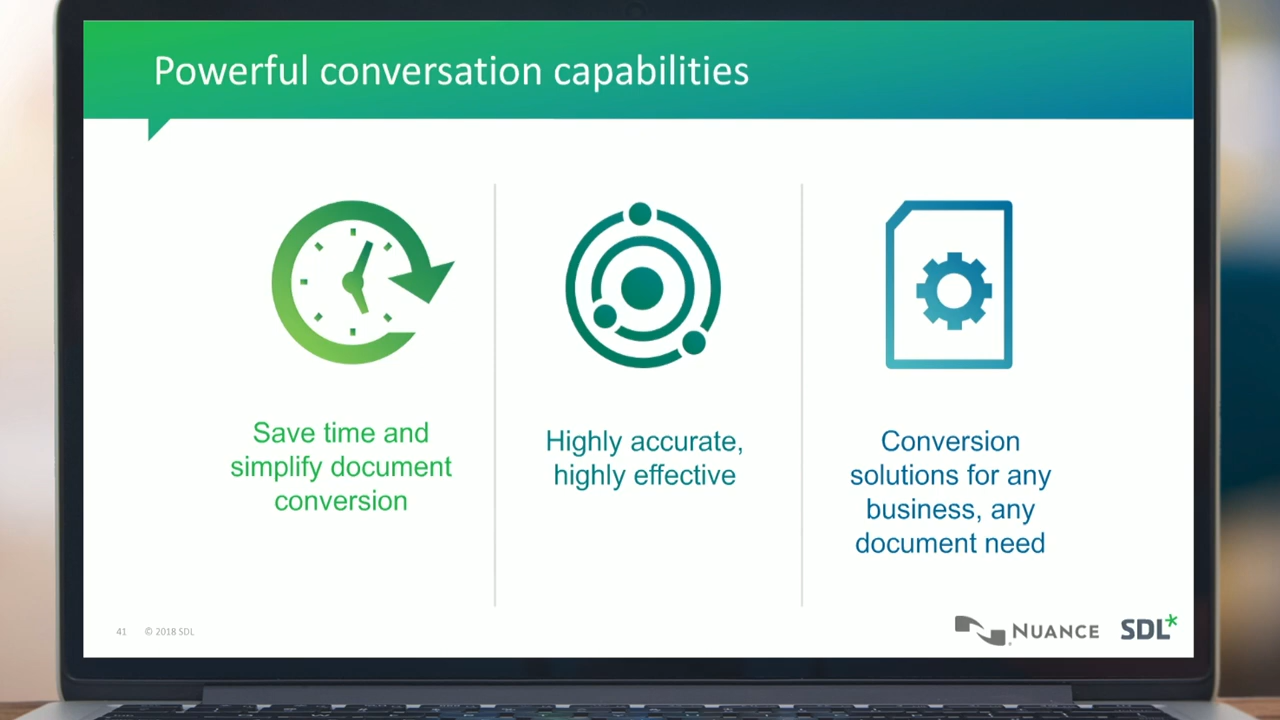 Powerful conversation capabilities
Save time and
simplify document
conversion
Highly accurate,
highly effective
Conversion
solutions for any
business, any
document need
41 © 2018 SDL
NUANCE SDL*